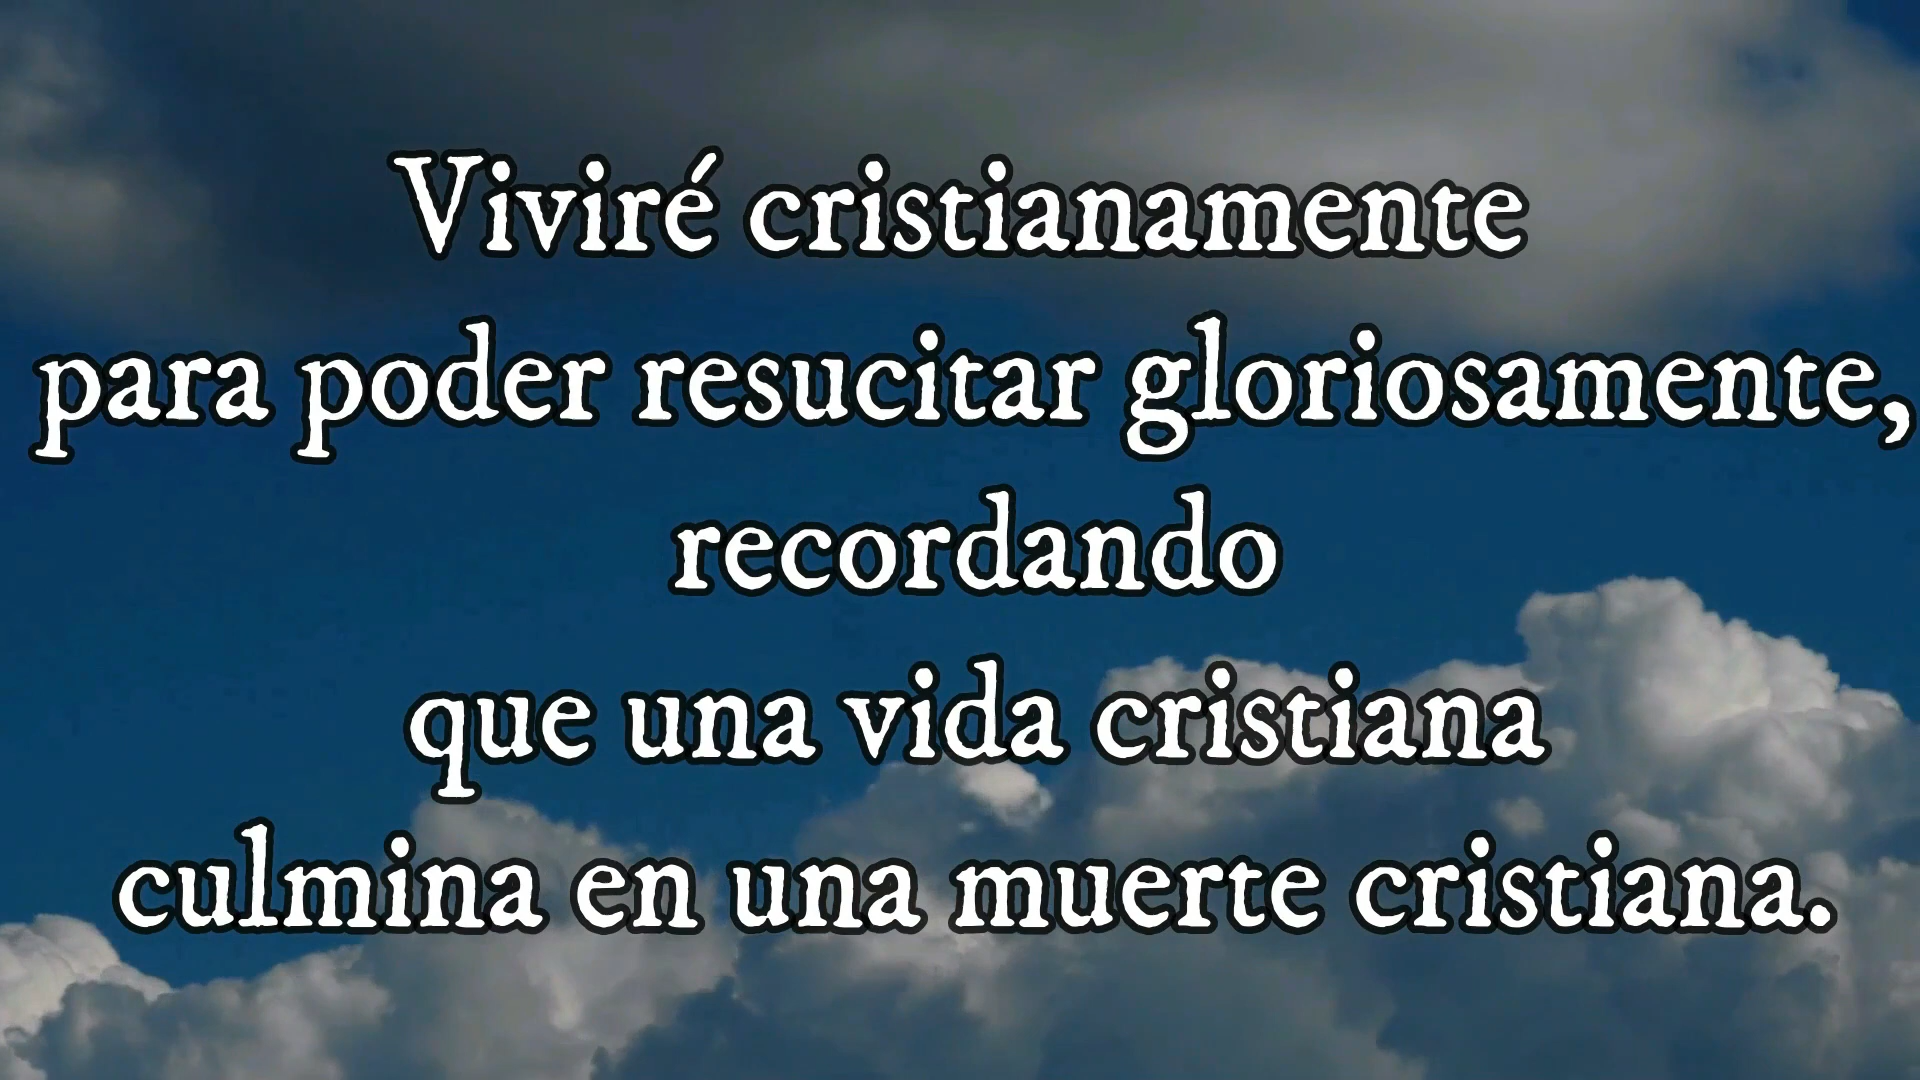 Viviré cristianamente
para poder resucitar gloriosamente,
recordando
que una vida cristiana
culmina en una muerte cristiana.